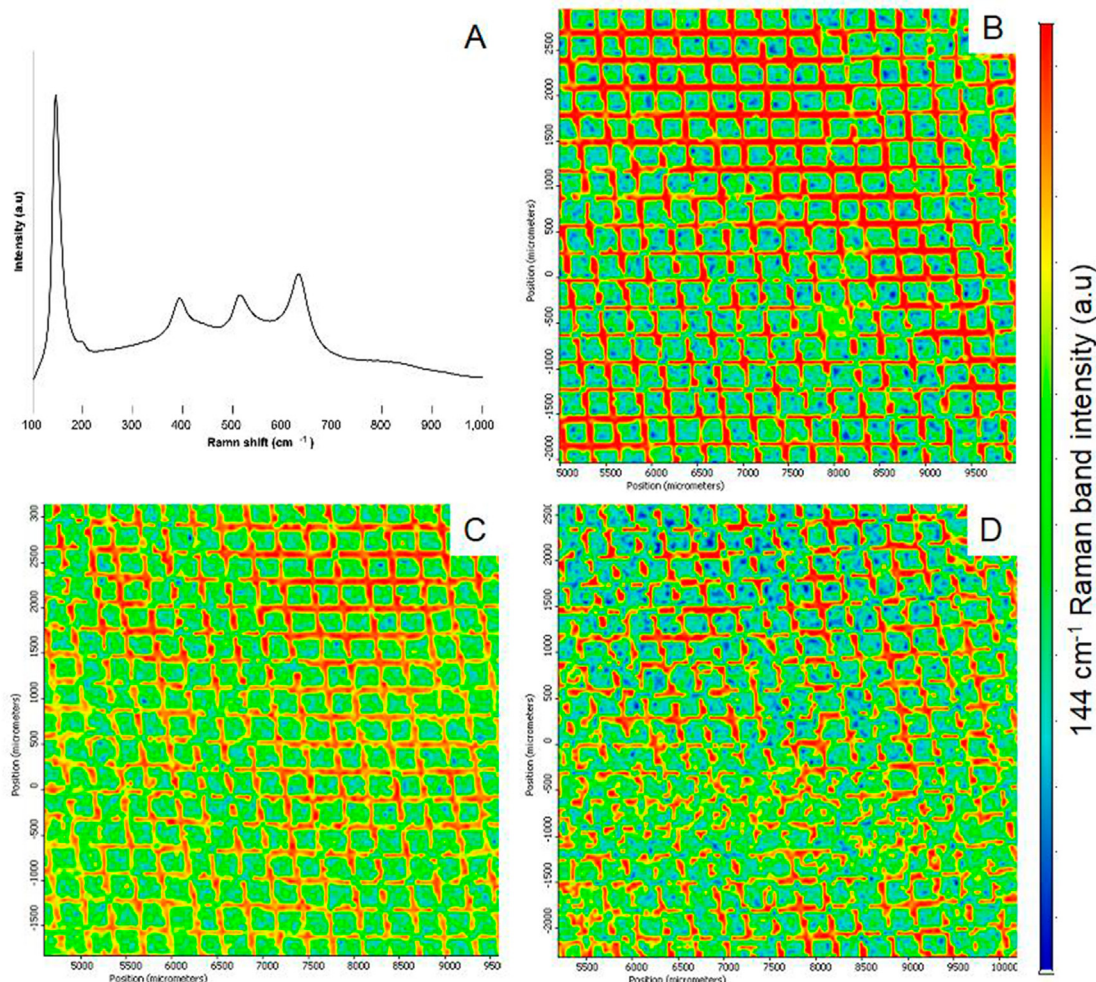 A
Intensity (a.u)
100 200 300 400 500 600 700 800 900 1,000
Ramn shift (cm ⁻¹)
B
Position (micrometers)
2500
2000
1500
1000
500
0
-500
-1000
-1500
-2000
5000 5500 6000 6500 7000 7500 8000 8500 9000 9500
Position (micrometers)
C
Position (micrometers)
300
2500
2000
1500
1000
500
0
-500
-1000
-1500
5000 5500 6000 6500 7000 7500 8000 8500 9000 950
Position (micrometers)
D
Position (micrometers)
2500
2000
1500
1000
500
0
-500
-1000
-1500
-2000
5500 6000 6500 7000 7500 8000 8500 9000 9500 10000
Position (micrometers)
144 cm⁻¹ Raman band intensity (a.u)